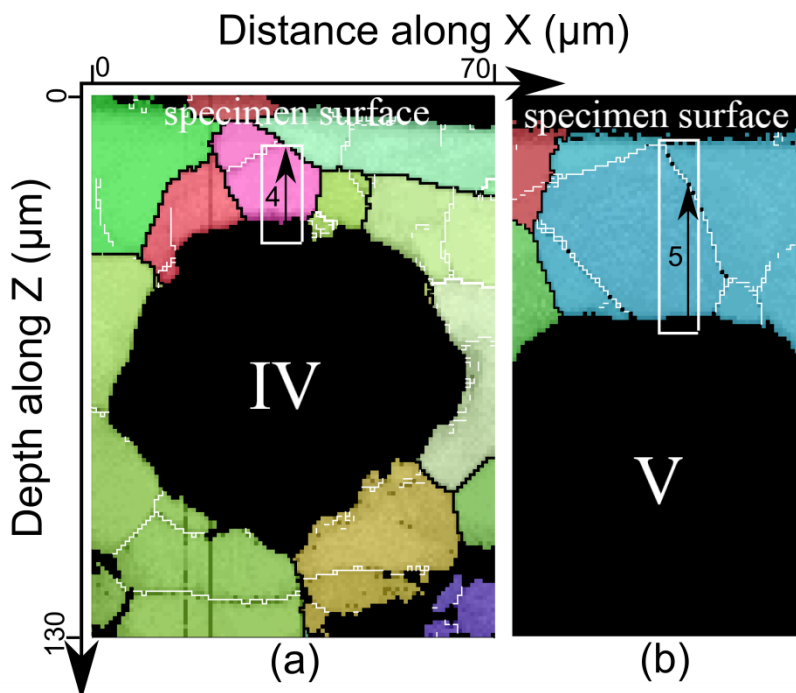 Distance along X (μm)
0
70
0
Depth along Z (μm)
130
specimen surface
4
IV
(a)
specimen surface
5
V
(b)